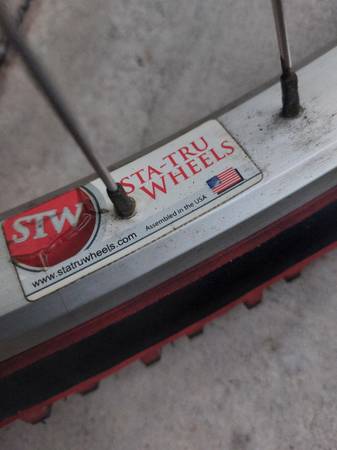 STW
STA-TRU
WHEELS
www.statruwheels.com
Assembled in the USA